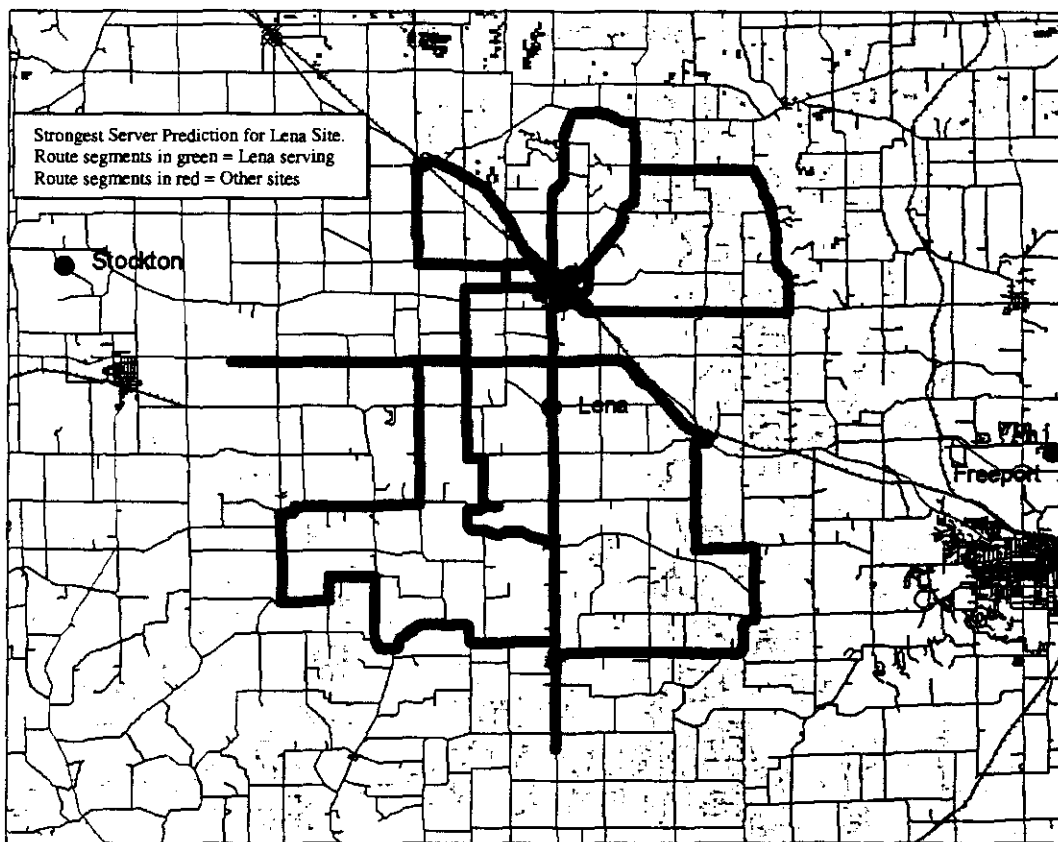 Strongest Server Prediction for Lena Site.
Route segments in green = Lena serving
Route segments in red = Other sites
Stockton
Lena
Freeport